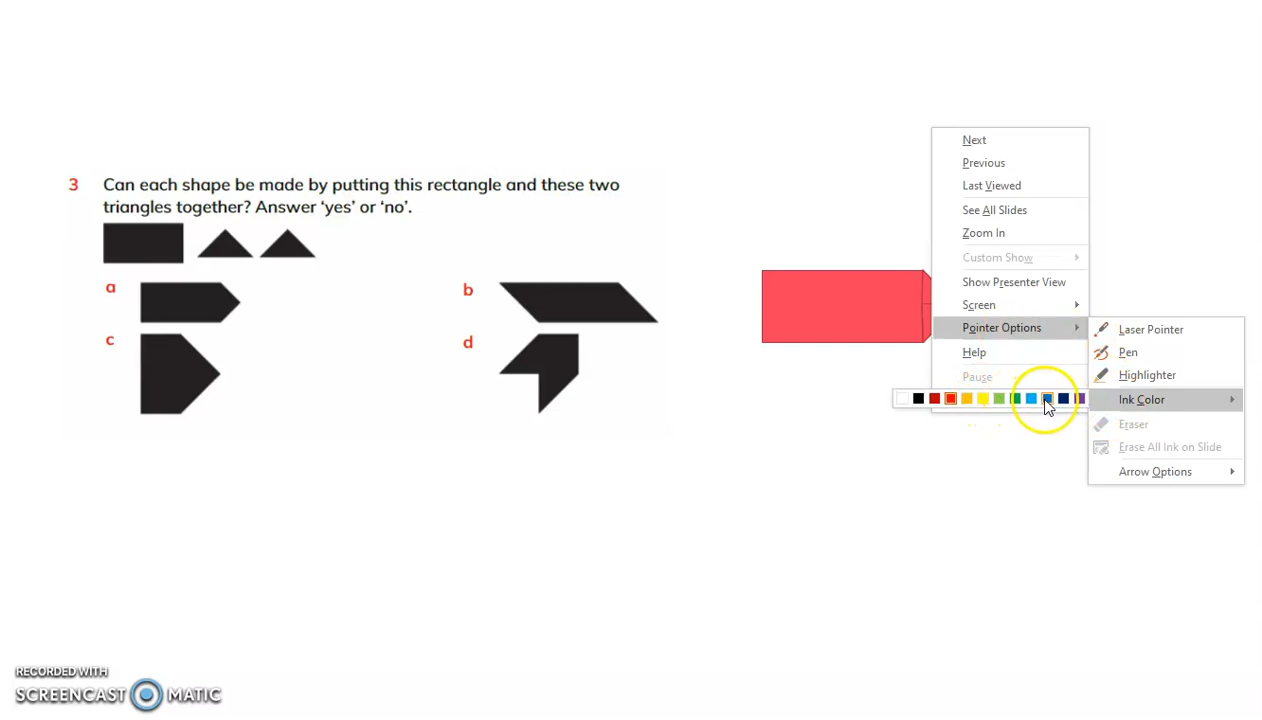 3 Can each shape be made by putting this rectangle and these two
triangles together? Answer ‘yes’ or ‘no’.
a
b
c
d
Next
Previous
Last Viewed
See All Slides
Zoom In
Custom Show
Show Presenter View
Screen
Pointer Options
Help
Pause
Laser Pointer
Pen
Highlighter
Ink Color
Eraser
Erase All Ink on Slide
Arrow Options
RECORDED WITH
SCREENCAST MATIC